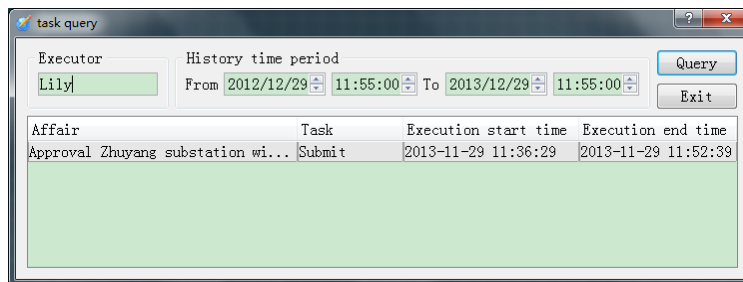 task query
Executor
History time period
Lily
From 2012/12/29 11:55:00 To 2013/12/29 11:55:00
Query
Exit
Affair Task Execution start time Execution end time
Approval Zhuyang substation wi... Submit 2013-11-29 11:36:29 2013-11-29 11:52:39